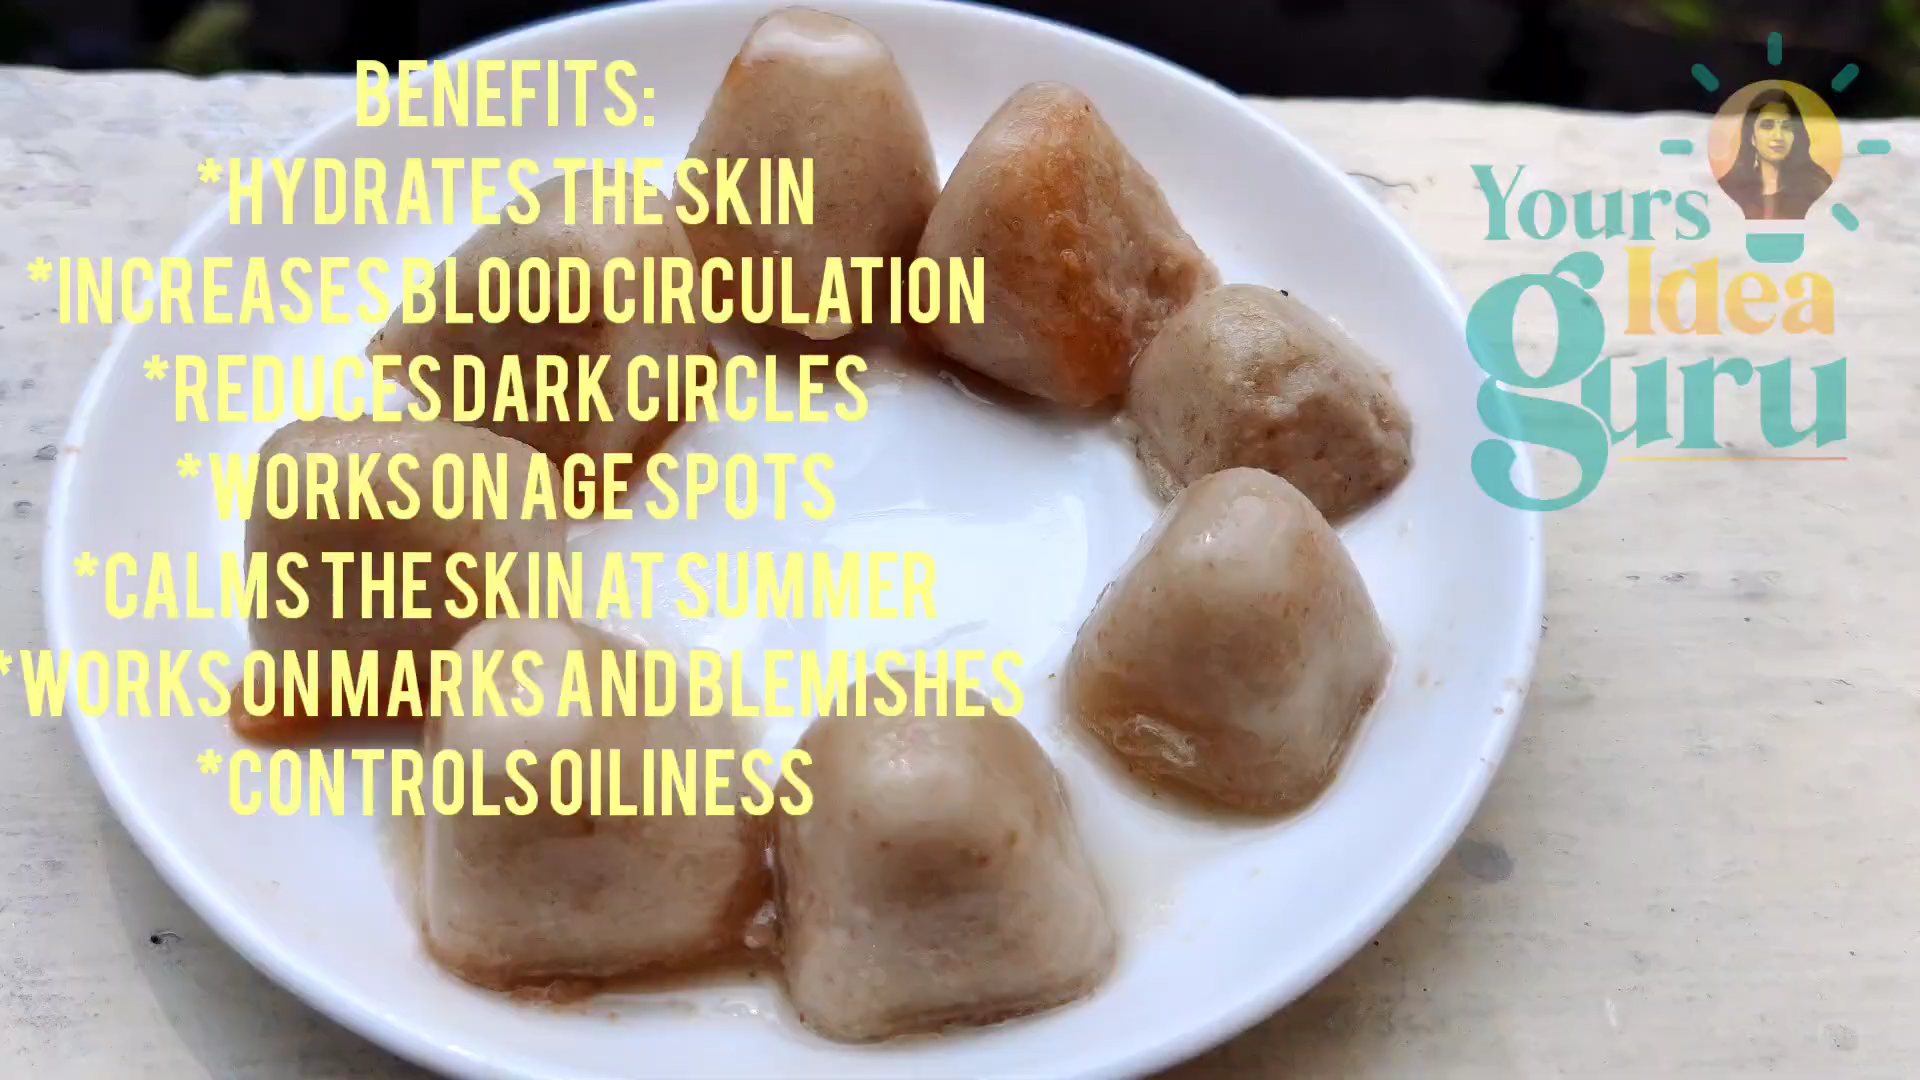 BENEFITS:
*HYDRATES THE SKIN
*INCREASES BLOOD CIRCULATION
*REDUCES DARK CIRCLES
*WORKS ON AGE SPOTS
*CALMS THE SKIN AT SUMMER
*WORKS ON MARKS AND BLEMISHES
*CONTROLS OILINESS
Yours
Idea
guru